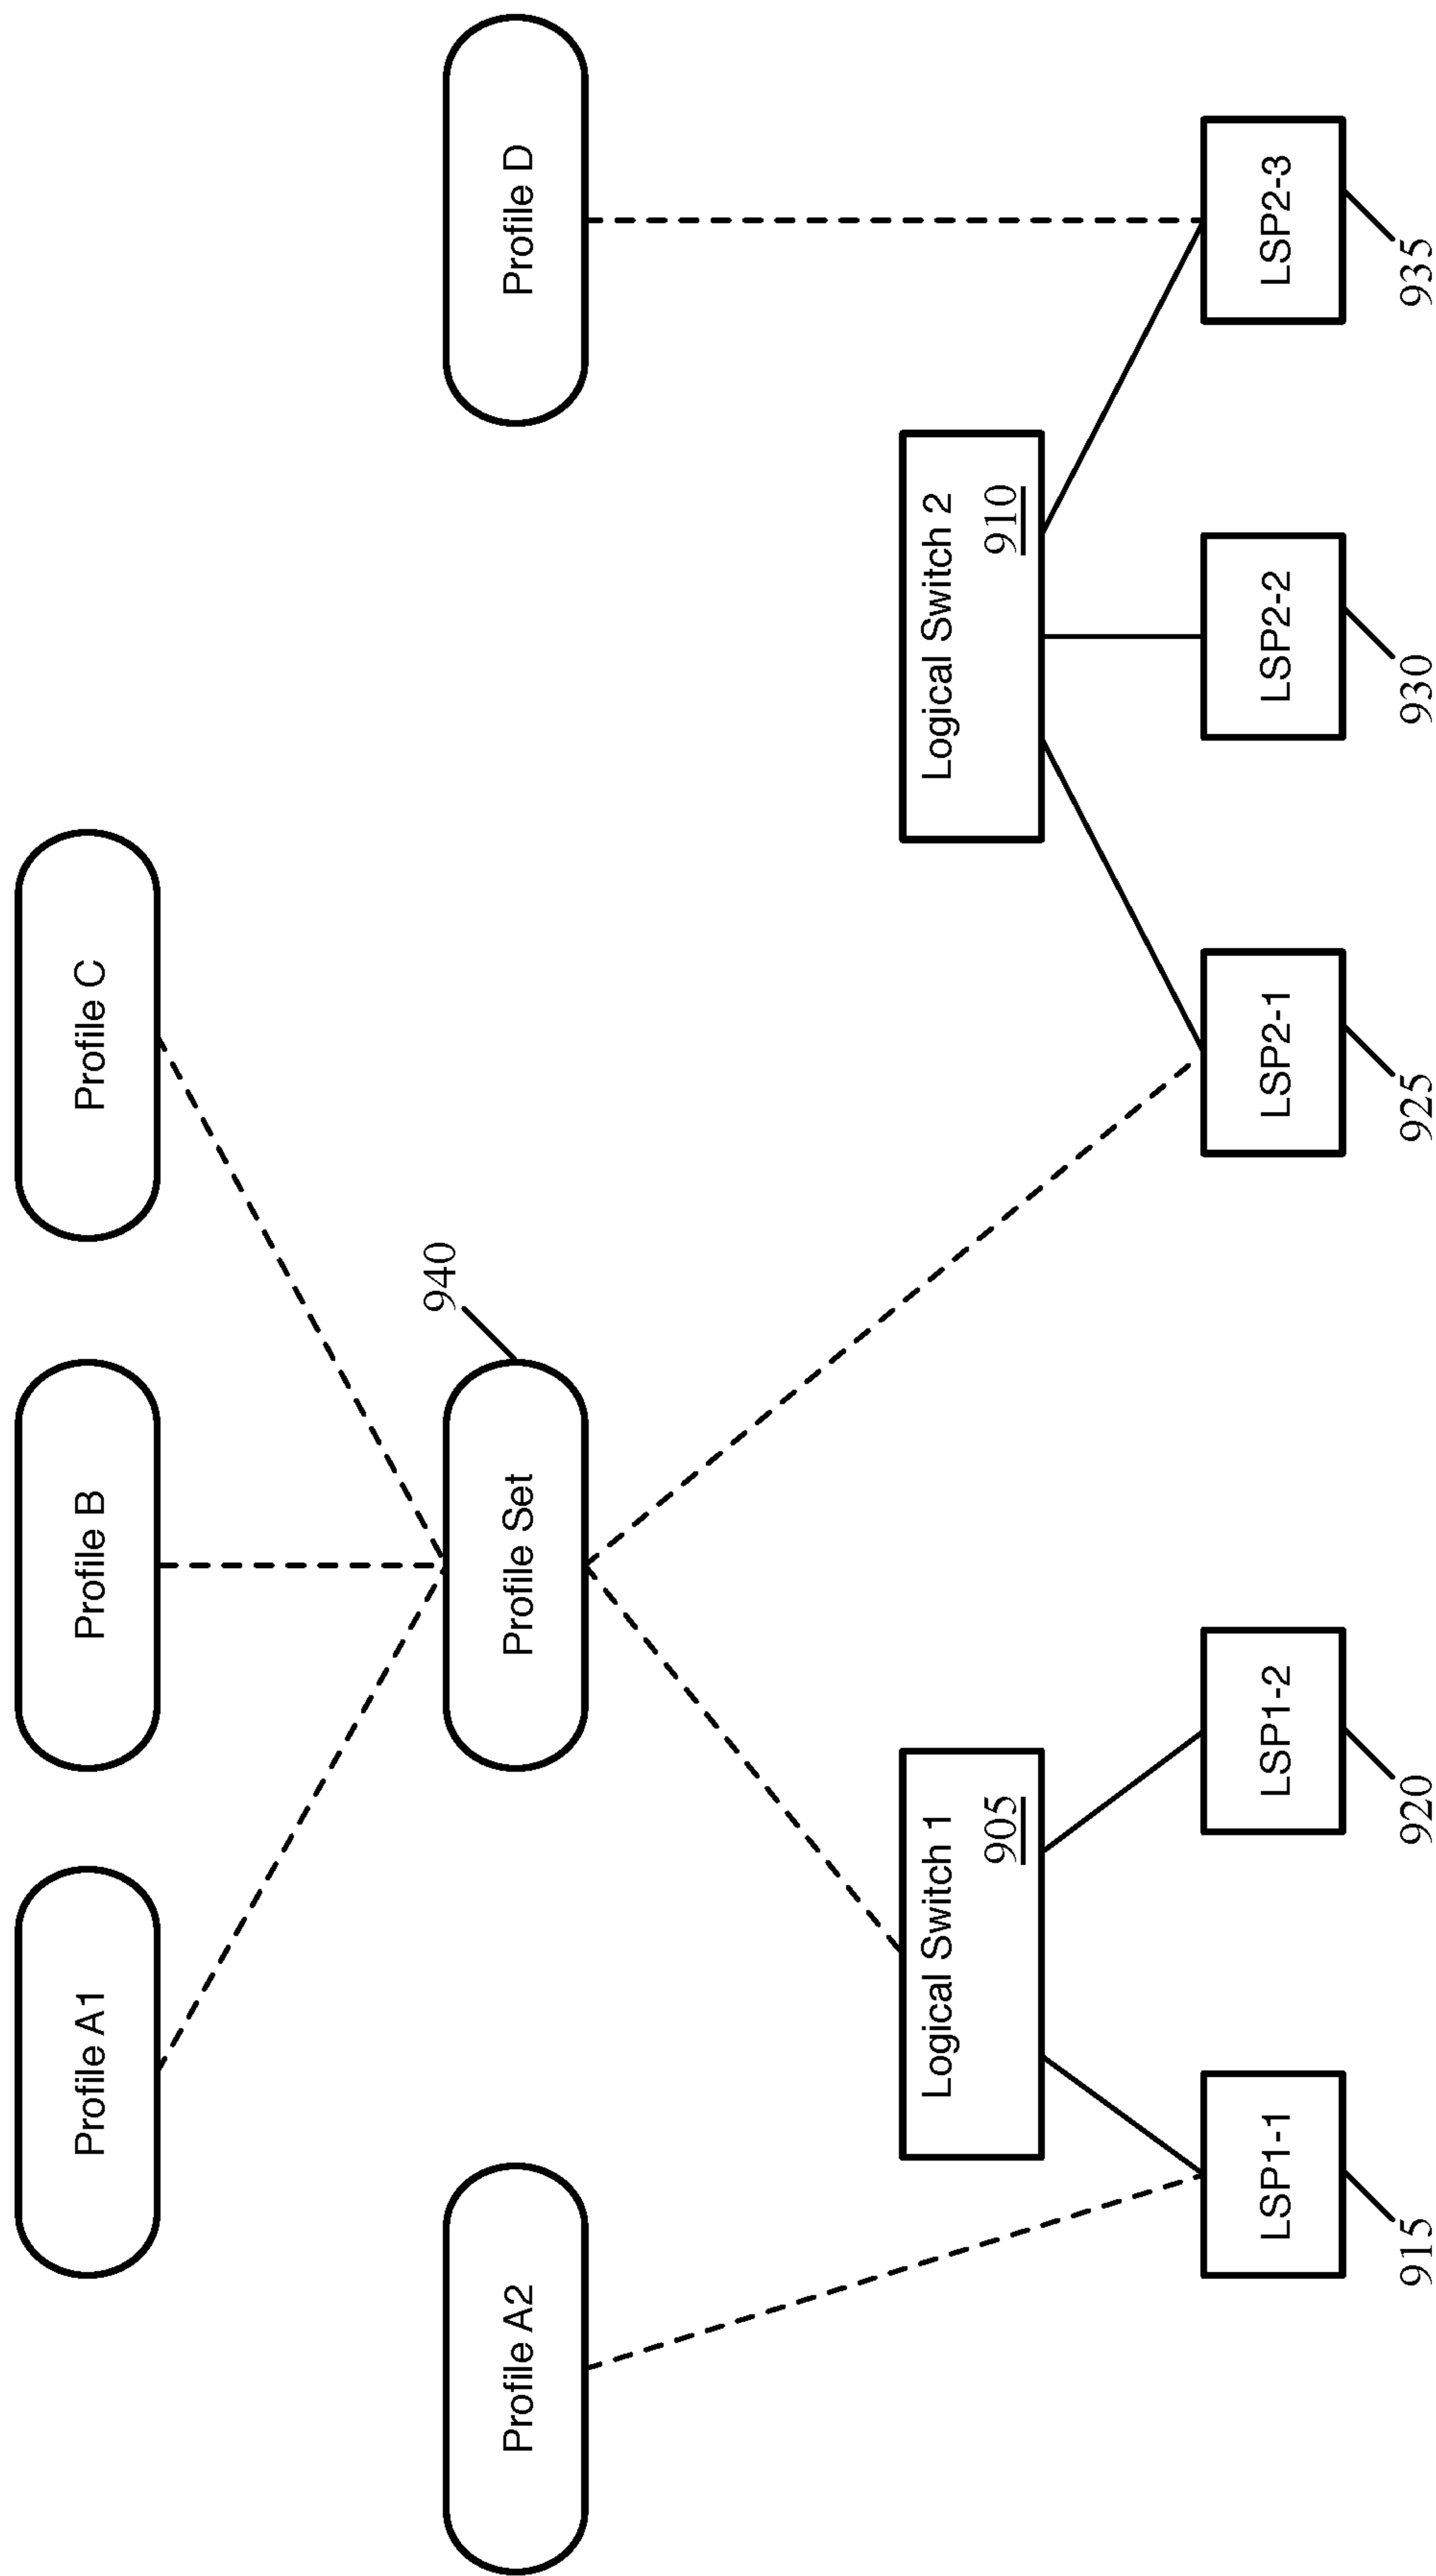 Profile A1
Profile B
Profile C
Profile A2
Profile Set
940
Profile D
Logical Switch 1
905
Logical Switch 2
910
LSP1-1
LSP1-2
LSP2-1
LSP2-2
LSP2-3
915
920
925
930
935